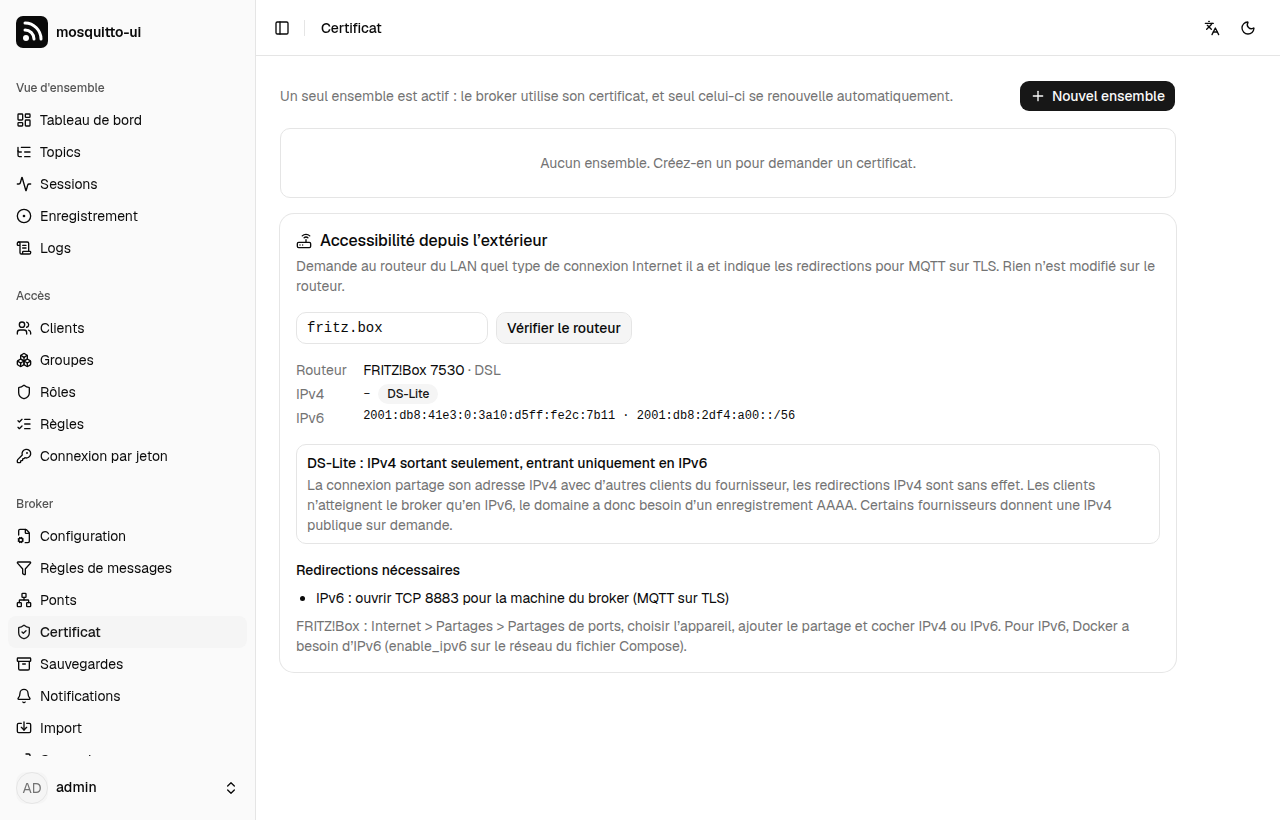 mosquitto-ui
Certificat
Vue d'ensemble
Tableau de bord
Topics
Sessions
Enregistrement
Logs
Accès
Clients
Groupes
Rôles
Règles
Connexion par jeton
Broker
Configuration
Règles de messages
Ponts
Certificat
Sauvegardes
Notifications
Import
AD
admin
Un seul ensemble est actif : le broker utilise son certificat, et seul celui-ci se renouvelle automatiquement.
Nouvel ensemble
Aucun ensemble. Créez-en un pour demander un certificat.
Accessibilité depuis l’extérieur
Demande au routeur du LAN quel type de connexion Internet il a et indique les redirections pour MQTT sur TLS. Rien n’est modifié sur le
routeur.
fritz.box
Vérifier le routeur
Routeur FRITZ!Box 7530 · DSL
IPv4 – DS-Lite
IPv6 2001:db8:41e3:0:3a10:d5ff:fe2c:7b11 · 2001:db8:2df4:a00::/56
DS-Lite : IPv4 sortant seulement, entrant uniquement en IPv6
La connexion partage son adresse IPv4 avec d’autres clients du fournisseur, les redirections IPv4 sont sans effet. Les clients
n’atteignent le broker qu’en IPv6, le domaine a donc besoin d’un enregistrement AAAA. Certains fournisseurs donnent une IPv4
publique sur demande.
Redirections nécessaires
• IPv6 : ouvrir TCP 8883 pour la machine du broker (MQTT sur TLS)
FRITZ!Box : Internet > Partages > Partages de ports, choisir l’appareil, ajouter le partage et cocher IPv4 ou IPv6. Pour IPv6, Docker a
besoin d’IPv6 (enable_ipv6 sur le réseau du fichier Compose).